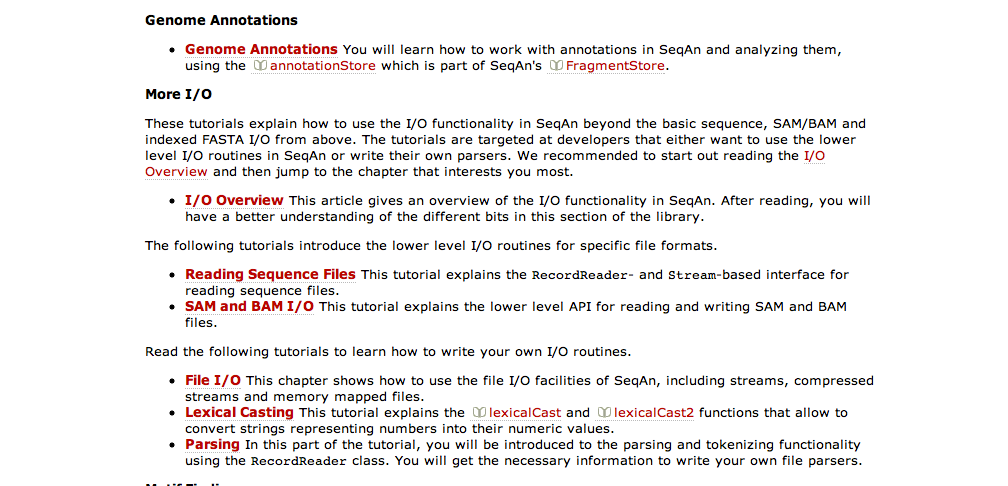 Genome Annotations
• Genome Annotations You will learn how to work with annotations in SeqAn and analyzing them,
using the annotationStore which is part of SeqAn's FragmentStore.
More I/O
These tutorials explain how to use the I/O functionality in SeqAn beyond the basic sequence, SAM/BAM and
indexed FASTA I/O from above. The tutorials are targeted at developers that either want to use the lower
level I/O routines in SeqAn or write their own parsers. We recommended to start out reading the I/O
Overview and then jump to the chapter that interests you most.
• I/O Overview This article gives an overview of the I/O functionality in SeqAn. After reading, you will
have a better understanding of the different bits in this section of the library.
The following tutorials introduce the lower level I/O routines for specific file formats.
• Reading Sequence Files This tutorial explains the RecordReader- and Stream-based interface for
reading sequence files.
• SAM and BAM I/O This tutorial explains the lower level API for reading and writing SAM and BAM
files.
Read the following tutorials to learn how to write your own I/O routines.
• File I/O This chapter shows how to use the file I/O facilities of SeqAn, including streams, compressed
streams and memory mapped files.
• Lexical Casting This tutorial explains the lexicalCast and lexicalCast2 functions that allow to
convert strings representing numbers into their numeric values.
• Parsing In this part of the tutorial, you will be introduced to the parsing and tokenizing functionality
using the RecordReader class. You will get the necessary information to write your own file parsers.